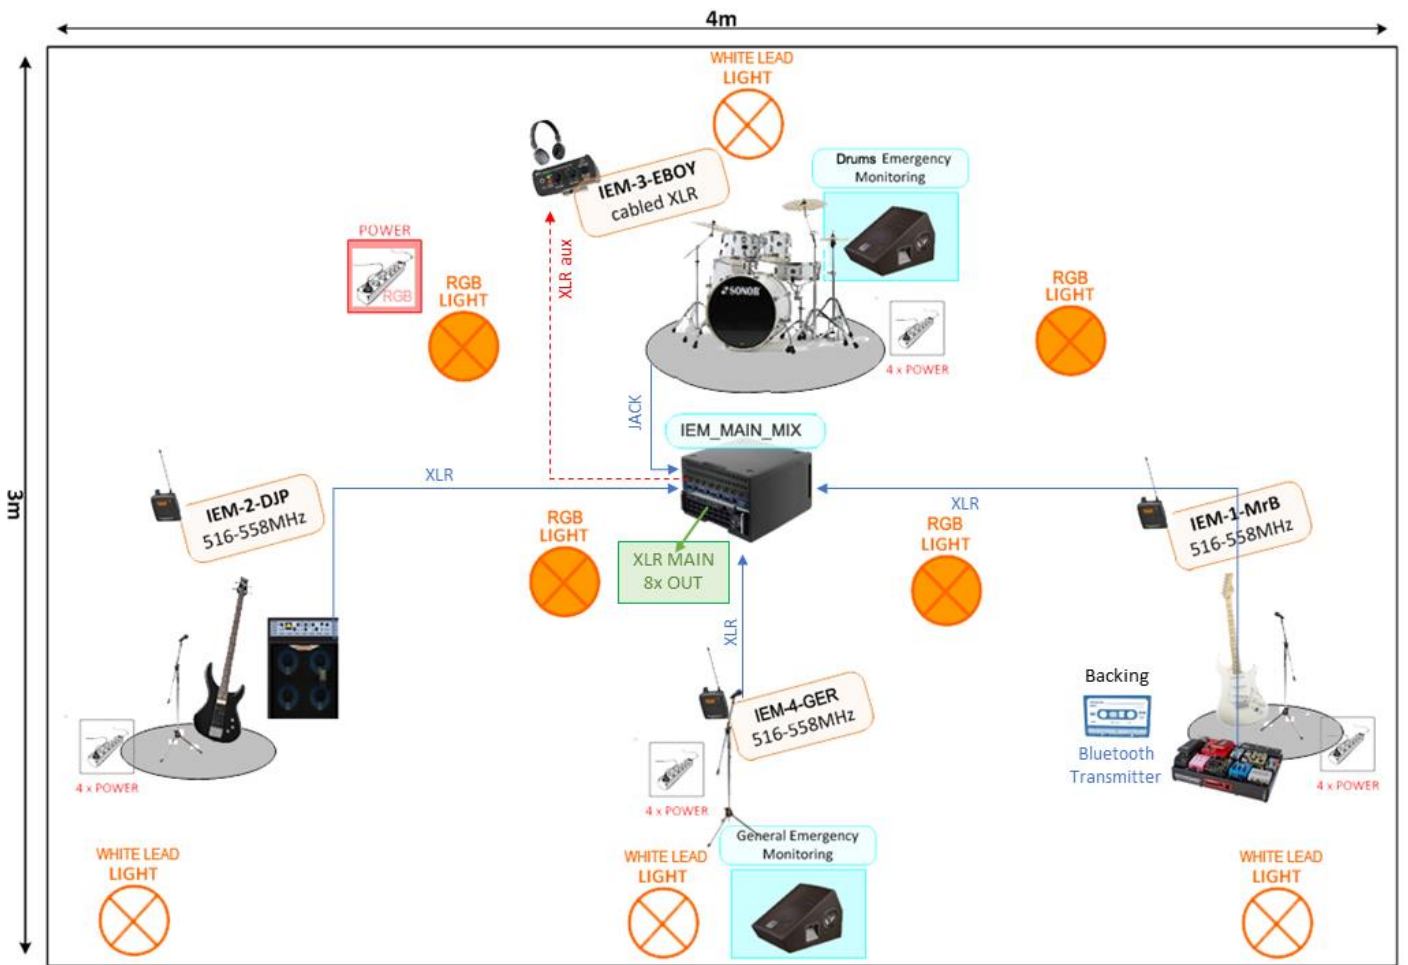 4m
3m
WHITE LEAD
LIGHT
IEM-3-EBOY
cabled XLR
Drums Emergency
Monitoring
POWER
RGB
RGB
LIGHT
XLR aux
SONOR
RGB
LIGHT
4 x POWER
JACK
IEM_MAIN_MIX
XLR
IEM-2-DJP
516-558MHz
XLR
IEM-1-MrB
516-558MHz
RGB
LIGHT
XLR MAIN
8x OUT
RGB
LIGHT
XLR
IEM-4-GER
516-558MHz
Backing
Bluetooth
Transmitter
4 x POWER
4 x POWER
4 x POWER
General Emergency
Monitoring
WHITE LEAD
LIGHT
WHITE LEAD
LIGHT
WHITE LEAD
LIGHT